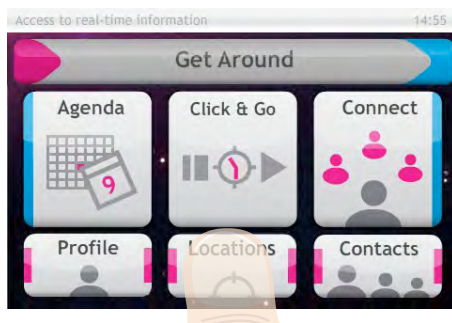 Access to real-time information 14:55
Get Around
Agenda Click & Go Connect
9
Profile Locations Contacts